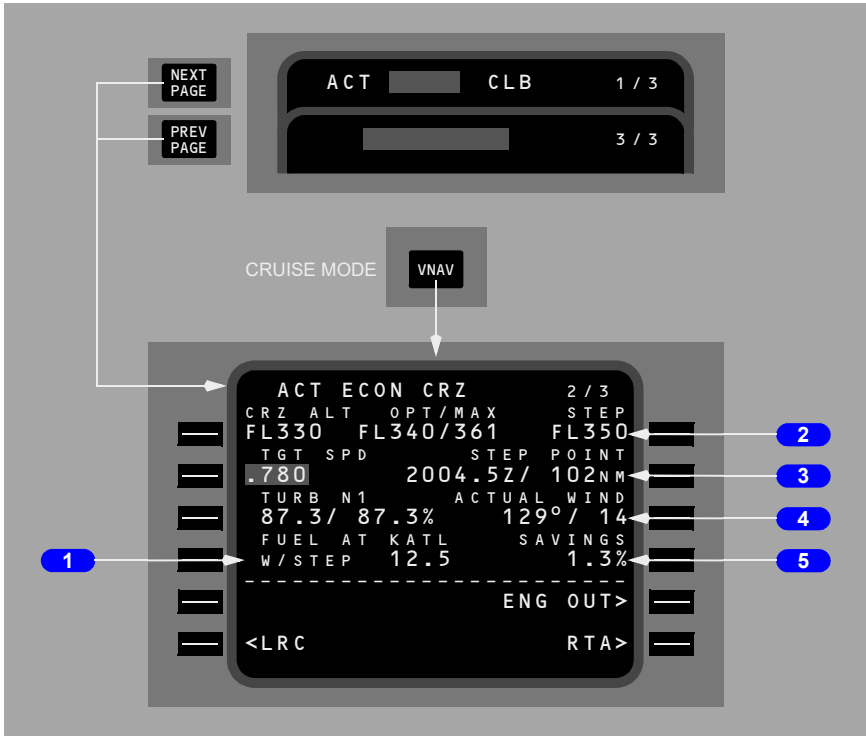 NEXT
PAGE
ACT CLB 1/3
PREV
PAGE
3/3
CRUISE MODE
VNAV
ACT ECON CRZ 2/3
CRZ ALT OPT/MAX STEP
FL330 FL340/361 FL350
2
TGT SPD STEP POINT
.780 2004.5Z/ 102NM
3
TURB N1 ACTUAL WIND
87.3/ 87.3% 129°/ 14
4
FUEL AT KATL SAVINGS
1
W/STEP 12.5 1.3%
5
----------------------------
ENG OUT>
<LRC RTA>